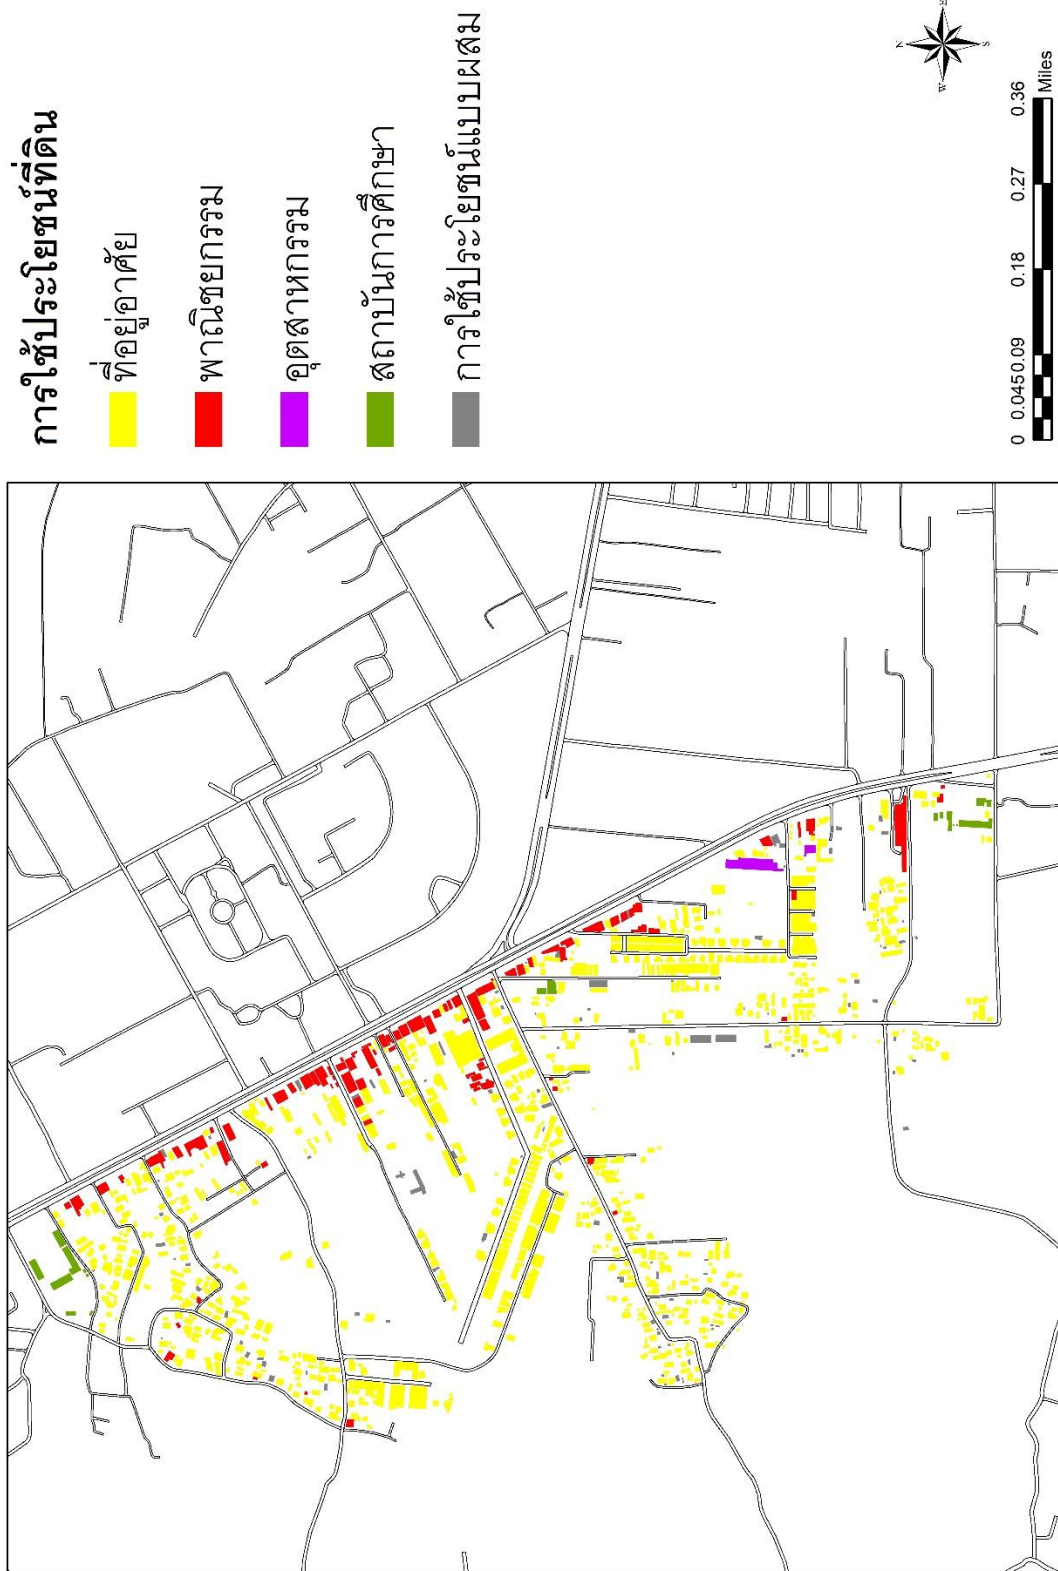 การใช้ประโยชน์ที่ดิน
ที่อยู่อาศัย
พาณิชยกรรม
อุตสาหกรรม
สถาบันการศึกษา
การใช้ประโยชน์แบบผสม
N
E
S
W
0 0.045 0.09 0.18 0.27 0.36
Miles